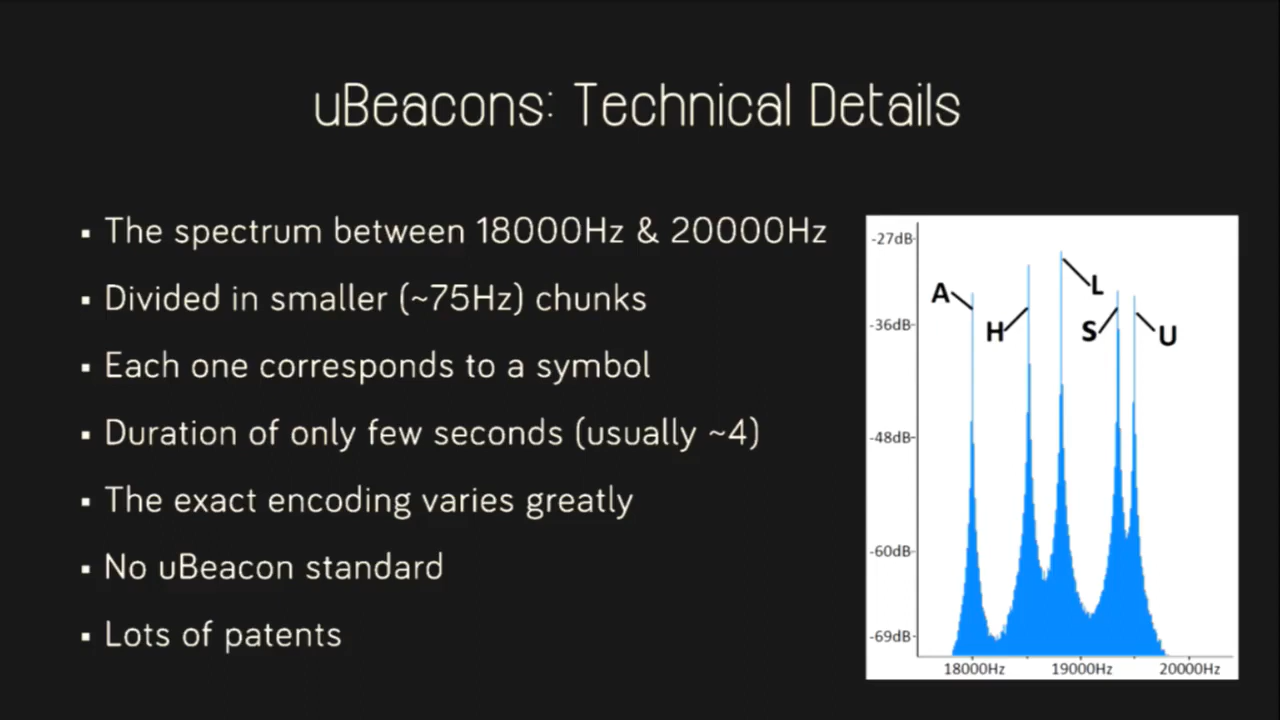 uBeacons: Technical Details
▪ The spectrum between 18000Hz & 20000Hz
▪ Divided in smaller (~75Hz) chunks
▪ Each one corresponds to a symbol
▪ Duration of only few seconds (usually ~4)
▪ The exact encoding varies greatly
▪ No uBeacon standard
▪ Lots of patents
-27dB
A
L
-36dB
H
S
U
-48dB
-60dB
-69dB
18000Hz 19000Hz 20000Hz